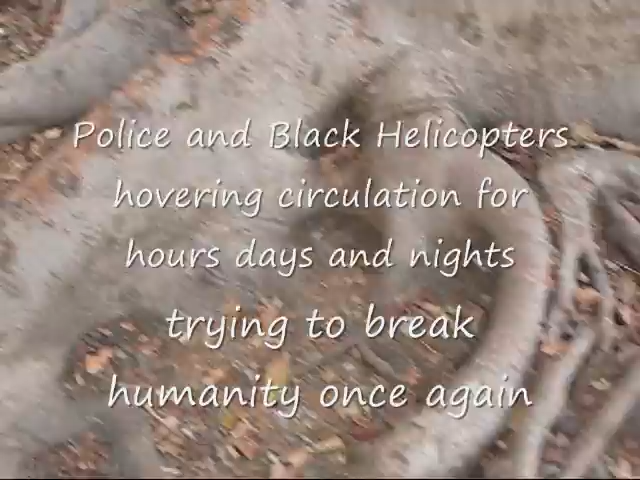 Police and Black Helicopters
hovering circulation for
hours days and nights
trying to break
humanity once again